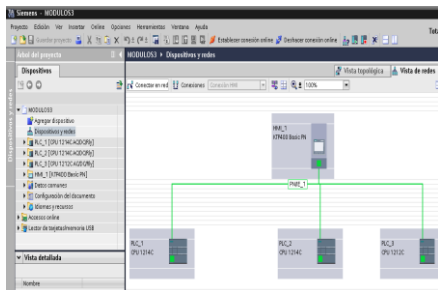 Siemens - MODULOS3
Proyecto Edición Ver Insertar Online Opciones Herramientas Ventana Ayuda
Guardar proyecto Establecer conexión online Deshacer conexión online
Tota
Árbol del proyecto
MODULOS3 ▸ Dispositivos y redes
Dispositivos
Vista topológica Vista de redes
Conectar en red Conexiones Conexión HMI 100%
MODULOS3
Agregar dispositivo
Dispositivos y redes
PLC_1 [CPU 1214C AC/DC/Rly]
PLC_2 [CPU 1214C AC/DC/Rly]
PLC_3 [CPU 1212C AC/DC/Rly]
HMI_1 [KTP400 Basic PN]
Datos comunes
Configuración del documento
Idiomas y recursos
Accesos online
Lector de tarjetas/memoria USB
Dispositivos y redes
HMI_1
KTP400 Basic PN
PN/IE_1
PLC_1
CPU 1214C
PLC_2
CPU 1214C
PLC_3
CPU 1212C
Vista detallada
Nombre